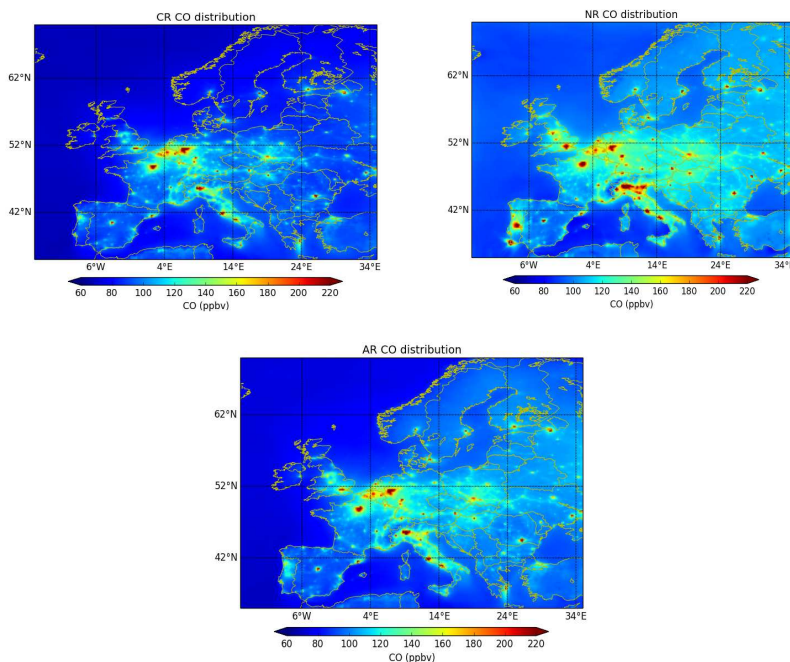 CR CO distribution
62°N
52°N
42°N
6°W 4°E 14°E 24°E 34°E
60 80 100 120 140 160 180 200 220
CO (ppbv)
NR CO distribution
62°N
52°N
42°N
6°W 4°E 14°E 24°E 34°E
60 80 100 120 140 160 180 200 220
CO (ppbv)
AR CO distribution
62°N
52°N
42°N
6°W 4°E 14°E 24°E 34°E
60 80 100 120 140 160 180 200 220
CO (ppbv)